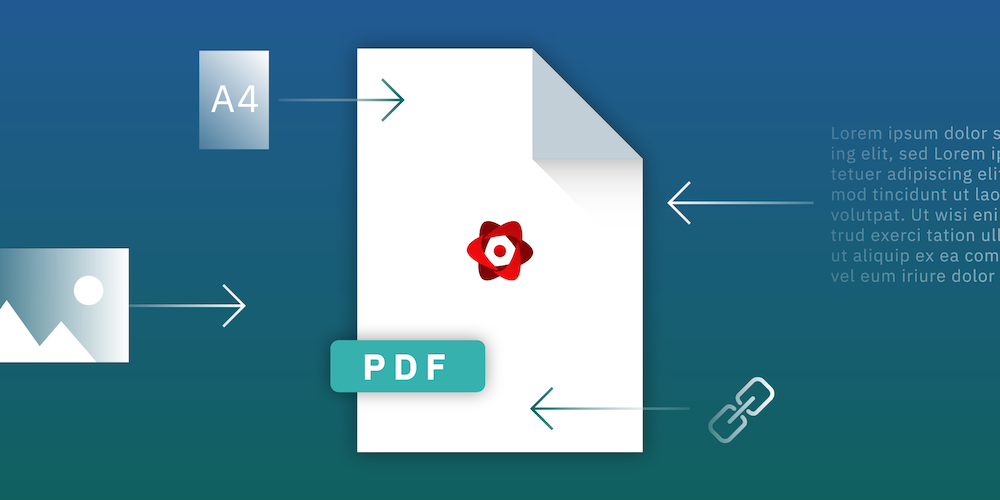 A4
PDF
Lorem ipsum dolor s
ing elit, sed Lorem ip
tetuer adipiscing elit
mod tincidunt ut lao
volutpat. Ut wisi eni
trud exerci tation ull
ut aliquip ex ea com
vel eum iriure dolor